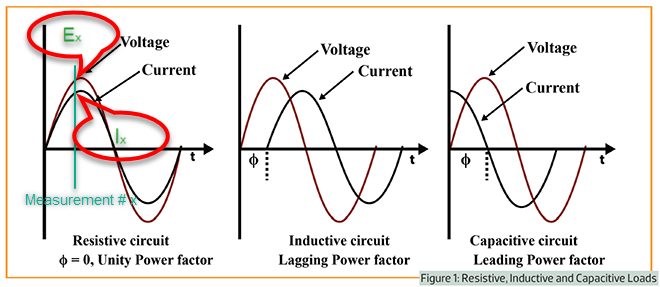 Ex
Voltage
Current
Ix
t
Measurement # x
Resistive circuit
ϕ = 0, Unity Power factor
Voltage
Current
ϕ
t
Inductive circuit
Lagging Power factor
Voltage
Current
ϕ
t
Capacitive circuit
Leading Power factor
Figure 1: Resistive, Inductive and Capacitive Loads